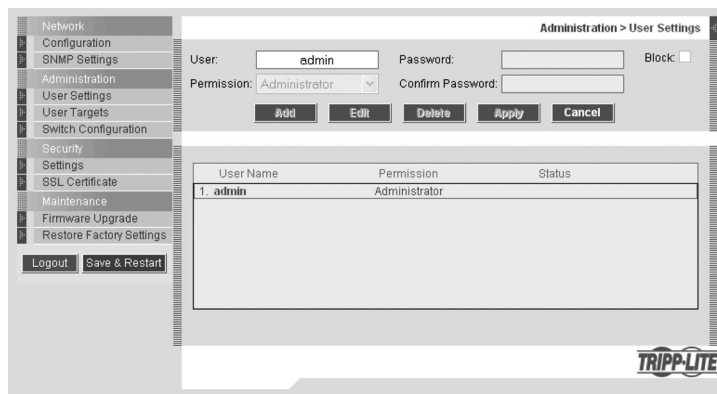 Network
Configuration
SNMP Settings
Administration
User Settings
User Targets
Switch Configuration
Security
Settings
SSL Certificate
Maintenance
Firmware Upgrade
Restore Factory Settings
Logout Save & Restart
Administration > User Settings
User: admin Password: Block:
Permission: Administrator Confirm Password:
Add Edit Delete Apply Cancel
User Name Permission Status
1. admin Administrator
TRIPP·LITE